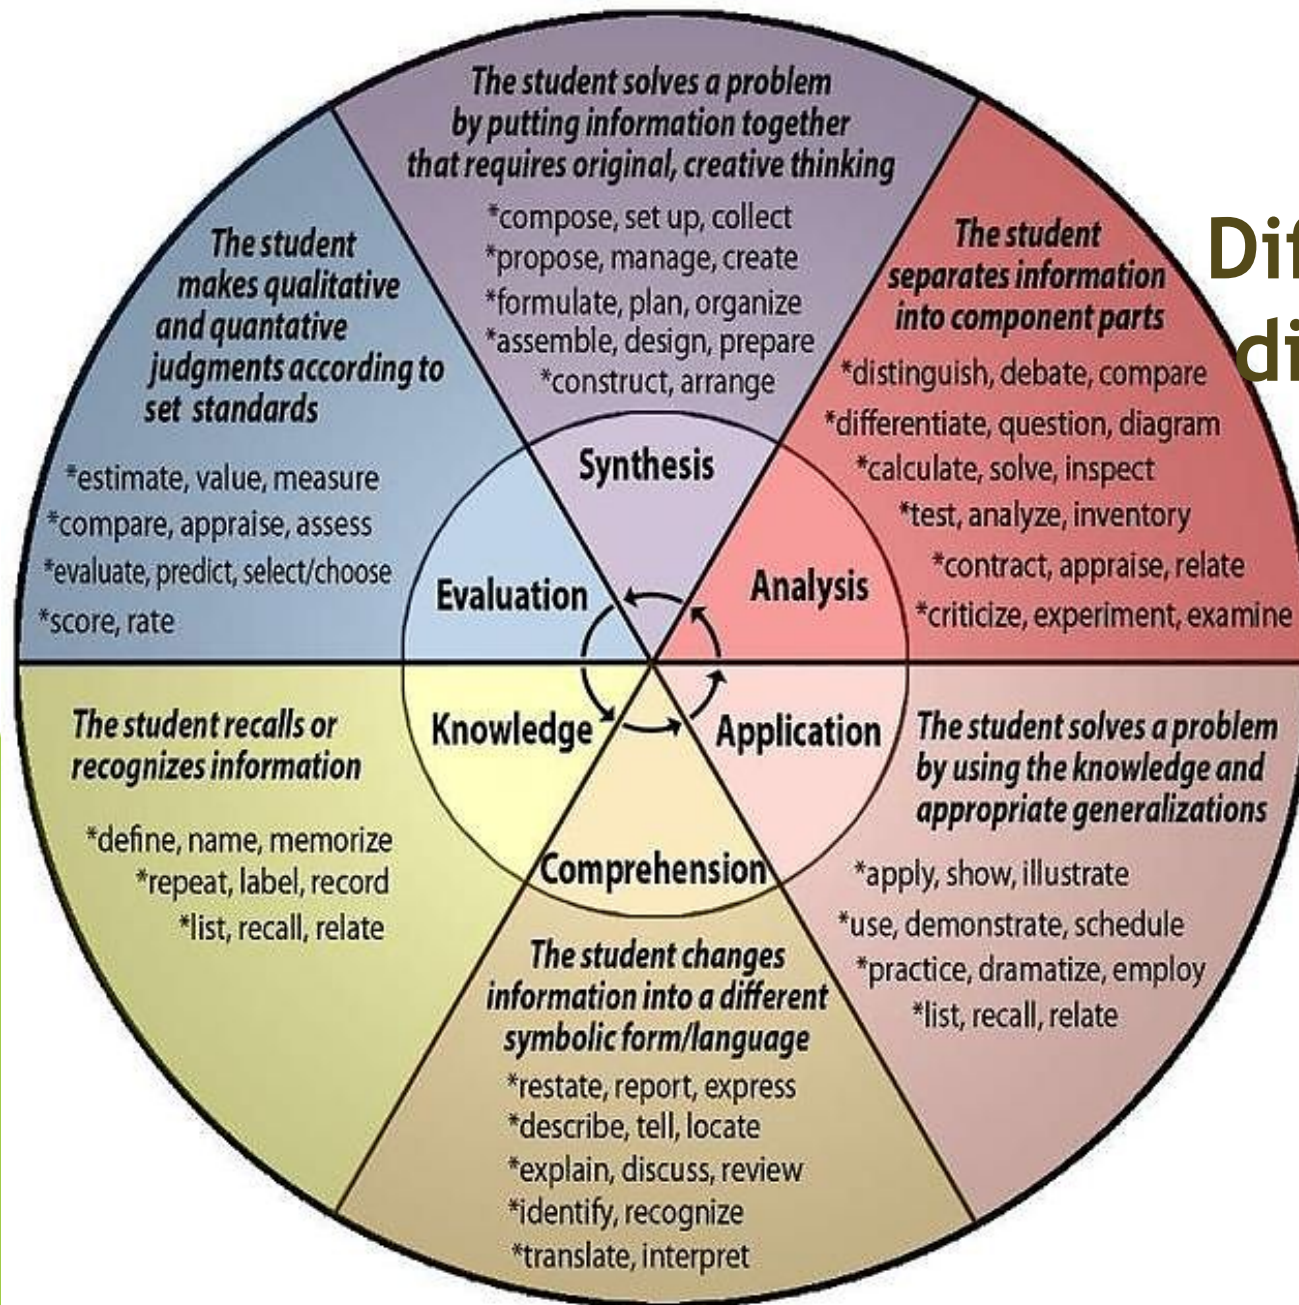 The student solves a problem
by putting information together
that requires original, creative thinking
*compose, set up, collect
*propose, manage, create
*formulate, plan, organize
*assemble, design, prepare
*construct, arrange
Synthesis
The student
separates information
into component parts
*distinguish, debate, compare
*differentiate, question, diagram
*calculate, solve, inspect
*test, analyze, inventory
*contract, appraise, relate
*criticize, experiment, examine
Analysis
The student
makes qualitative
and quantative
judgments according to
set standards
*estimate, value, measure
*compare, appraise, assess
*evaluate, predict, select/choose
*score, rate
Evaluation
Knowledge
The student recalls or
recognizes information
*define, name, memorize
*repeat, label, record
*list, recall, relate
Application
The student solves a problem
by using the knowledge and
appropriate generalizations
*apply, show, illustrate
*use, demonstrate, schedule
*practice, dramatize, employ
*list, recall, relate
Comprehension
The student changes
information into a different
symbolic form/language
*restate, report, express
*describe, tell, locate
*explain, discuss, review
*identify, recognize
*translate, interpret